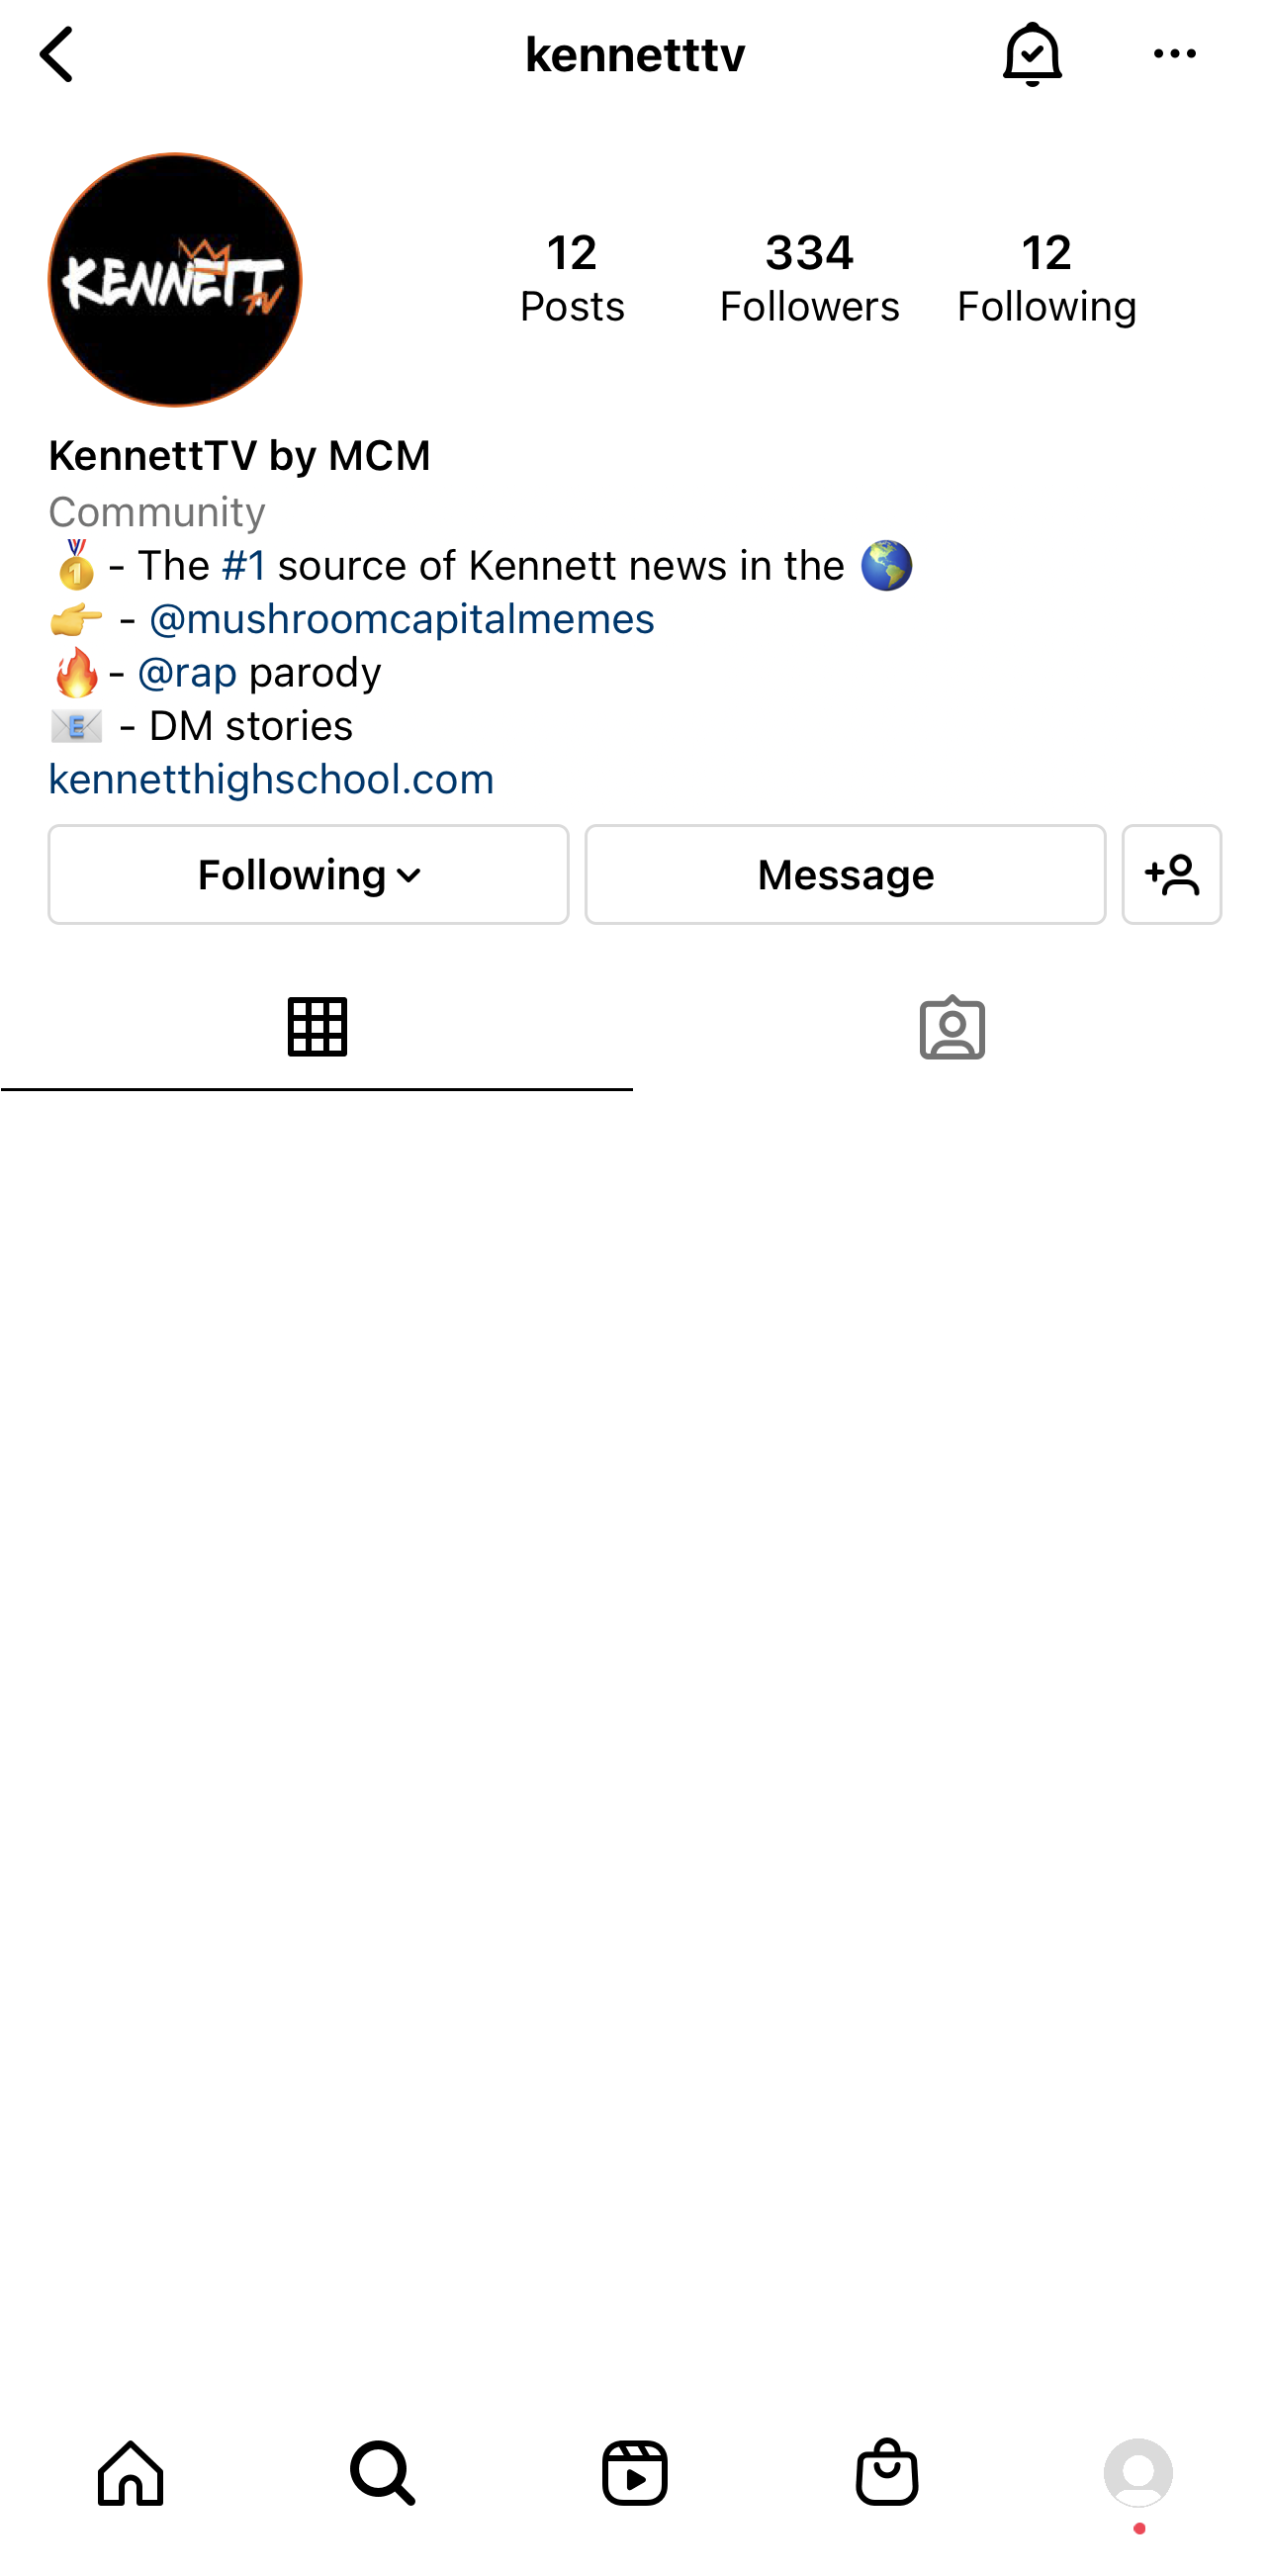 kennetttv
KENNETT
TV
12 334 12
Posts Followers Following
KennettTV by MCM
Community
🥇 - The #1 source of Kennett news in the 🌎
👉 - @mushroomcapitalmemes
🔥 - @rap parody
📧 - DM stories
kennetthighschool.com
Following Message